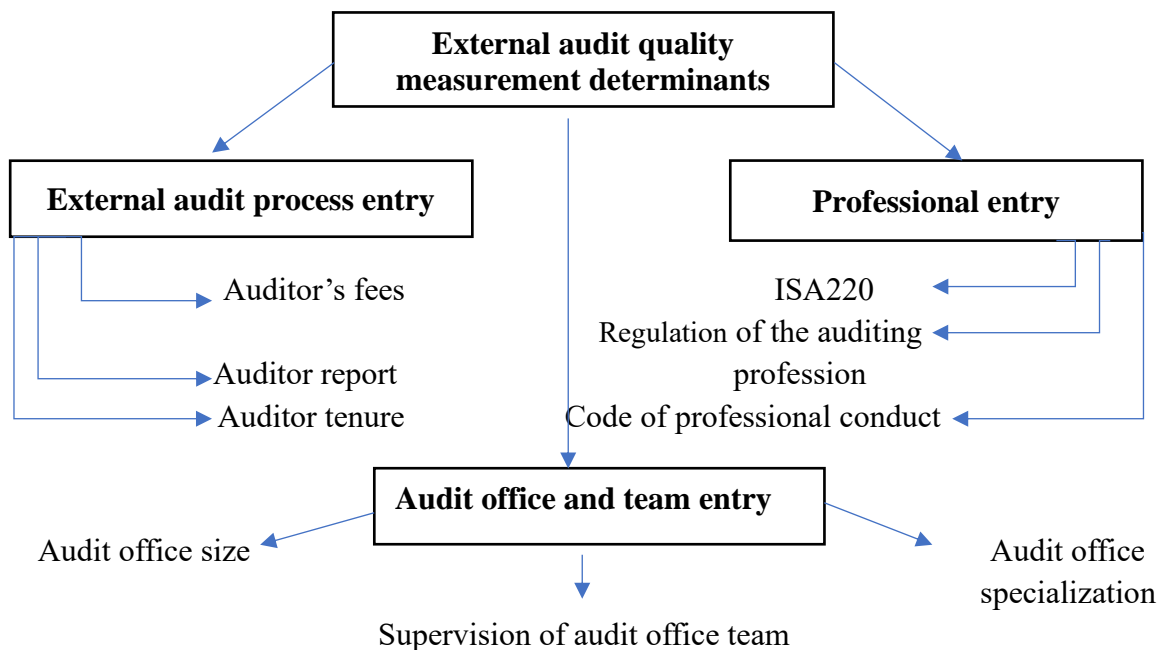 External audit quality
measurement determinants
External audit process entry
Professional entry
Auditor’s fees
ISA220
Regulation of the auditing
profession
Auditor report
Auditor tenure
Code of professional conduct
Audit office and team entry
Audit office size
Audit office
specialization
Supervision of audit office team